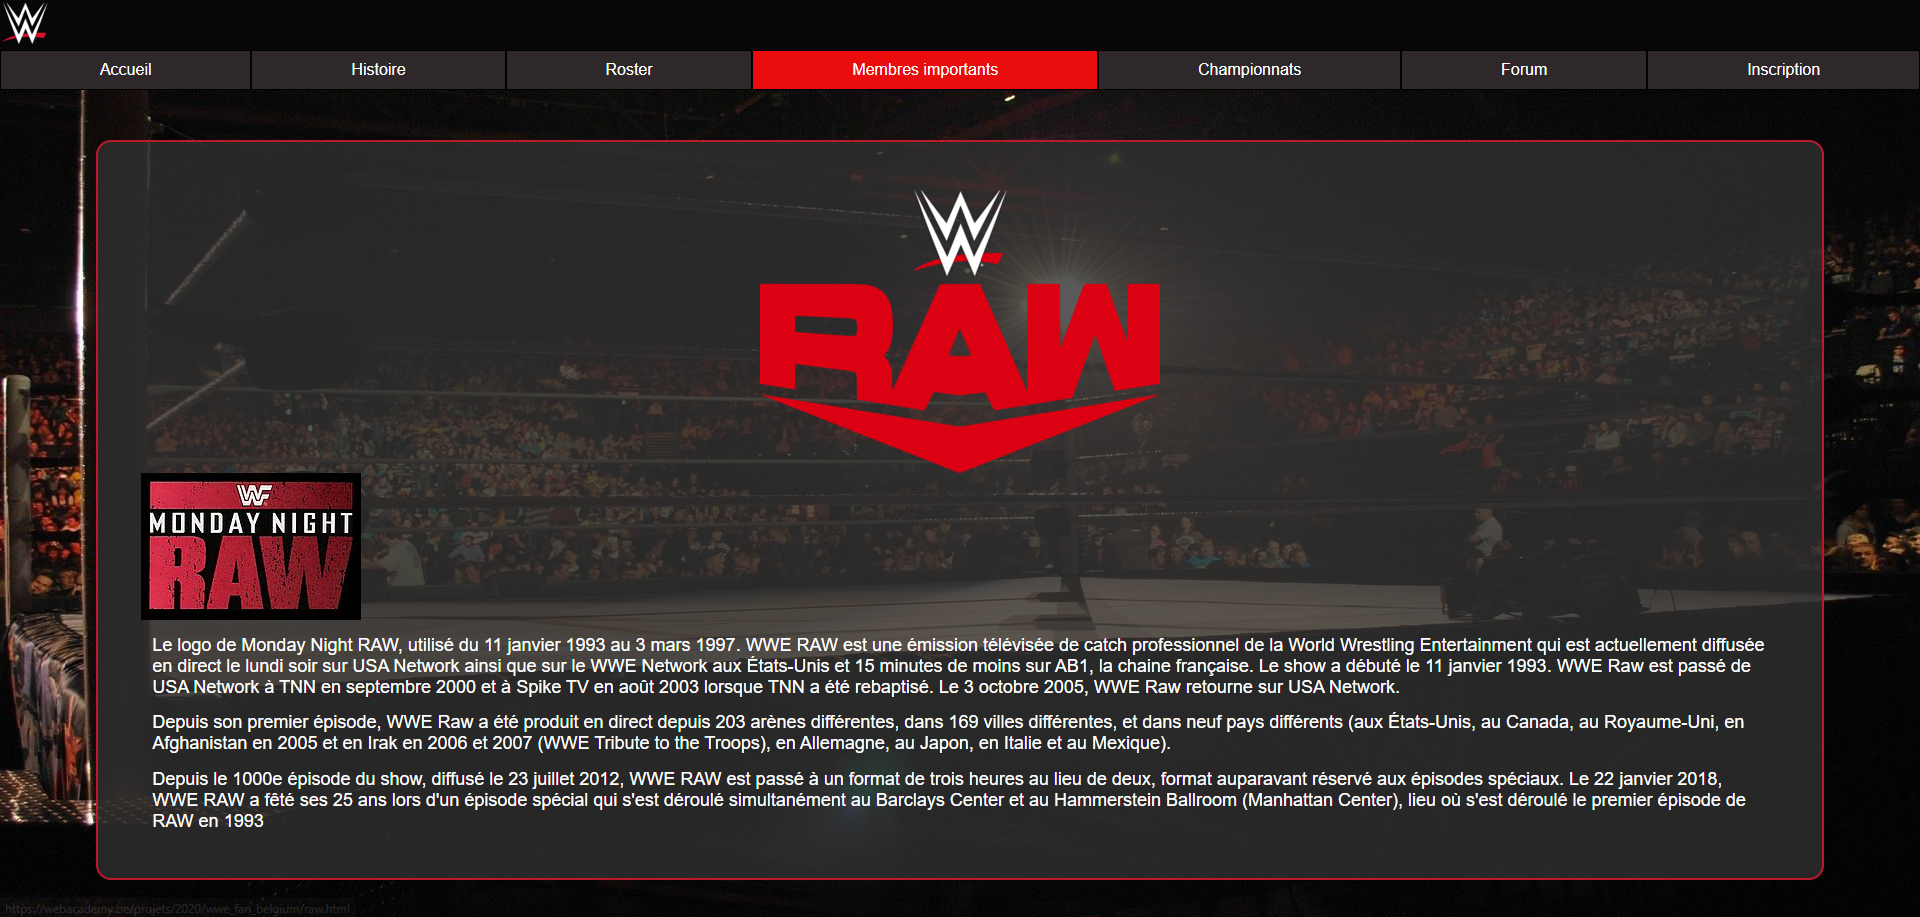 W
Accueil Histoire Roster Membres importants Championnats Forum Inscription
W
RAW
WF
MONDAY NIGHT
RAW
Le logo de Monday Night RAW, utilisé du 11 janvier 1993 au 3 mars 1997. WWE RAW est une émission télévisée de catch professionnel de la World Wrestling Entertainment qui est actuellement diffusée
en direct le lundi soir sur USA Network ainsi que sur le WWE Network aux États-Unis et 15 minutes de moins sur AB1, la chaine française. Le show a débuté le 11 janvier 1993. WWE Raw est passé de
USA Network à TNN en septembre 2000 et à Spike TV en août 2003 lorsque TNN a été rebaptisé. Le 3 octobre 2005, WWE Raw retourne sur USA Network.
Depuis son premier épisode, WWE Raw a été produit en direct depuis 203 arènes différentes, dans 169 villes différentes, et dans neuf pays différents (aux États-Unis, au Canada, au Royaume-Uni, en
Afghanistan en 2005 et en Irak en 2006 et 2007 (WWE Tribute to the Troops), en Allemagne, au Japon, en Italie et au Mexique).
Depuis le 1000e épisode du show, diffusé le 23 juillet 2012, WWE RAW est passé à un format de trois heures au lieu de deux, format auparavant réservé aux épisodes spéciaux. Le 22 janvier 2018,
WWE RAW a fêté ses 25 ans lors d'un épisode spécial qui s'est déroulé simultanément au Barclays Center et au Hammerstein Ballroom (Manhattan Center), lieu où s'est déroulé le premier épisode de
RAW en 1993
https://webacademy.be/projets/2020/wwe_fan_belgium/raw.html